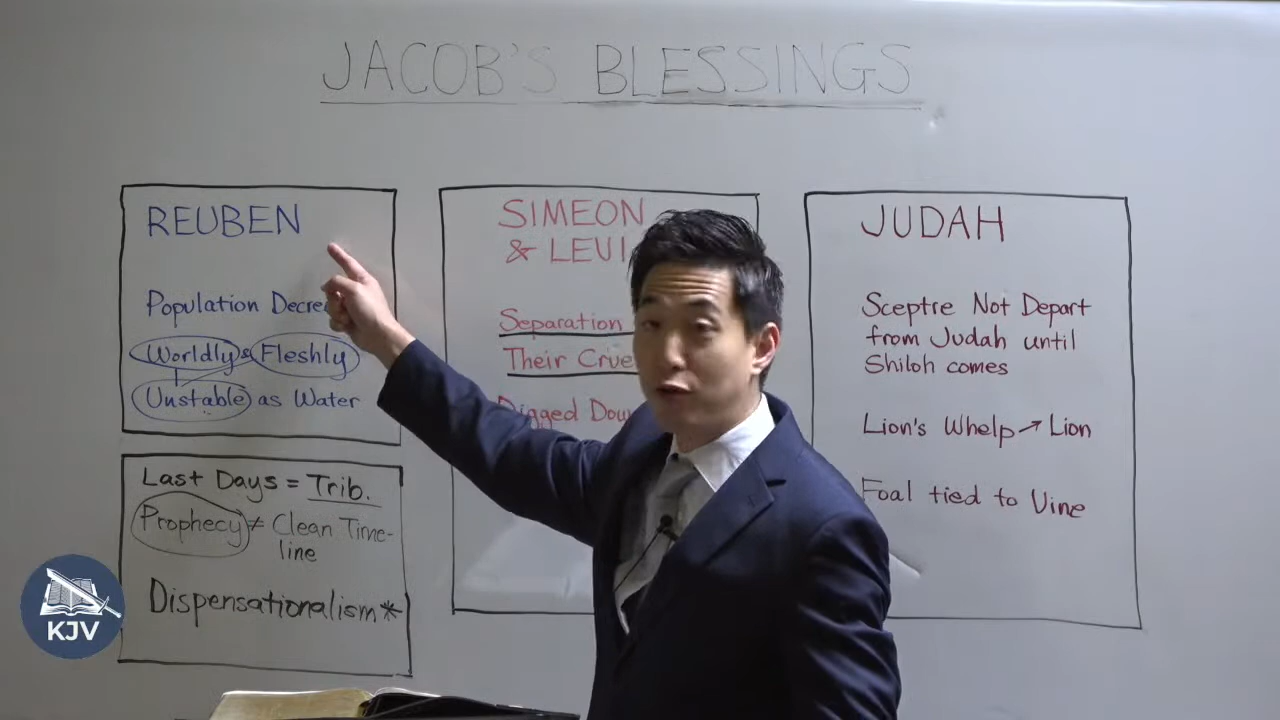 JACOB'S BLESSINGS
REUBEN
Population Decre
Worldly & Fleshly
Unstable as Water
Last Days = Trib.
Prophecy ≠ Clean Time-
line
Dispensationalism*
SIMEON
& LEVI
Separation
Their Crue
Digged Dow
JUDAH
Sceptre Not Depart
from Judah until
Shiloh comes
Lion's Whelp → Lion
Foal tied to Vine
KJV